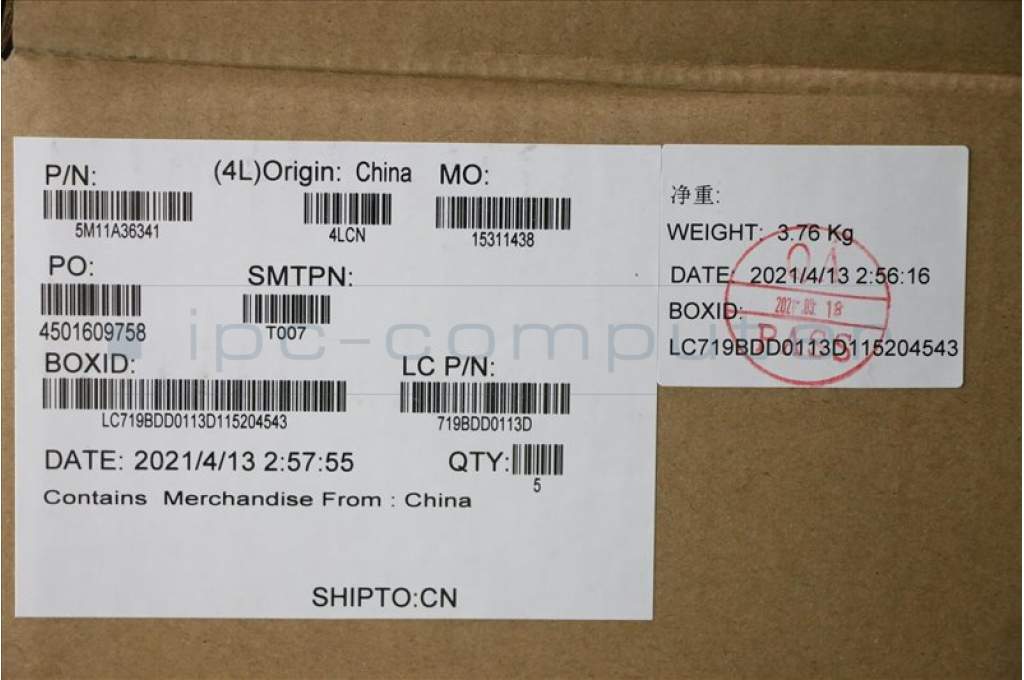 P/N: (4L)Origin: China MO:
5M11A36341 4LCN 15311438
PO: SMTPN:
4501609758 T007
BOXID: LC P/N:
LC719BDD0113D115204543 719BDD0113D
DATE: 2021/4/13 2:57:55 QTY:
5
Contains Merchandise From : China
SHIPTO:CN
净重:
WEIGHT: 3.76 Kg
DATE: 2021/4/13 2:56:16
BOXID:
LC719BDD0113D115204543
QA
PASS
ipc-computer